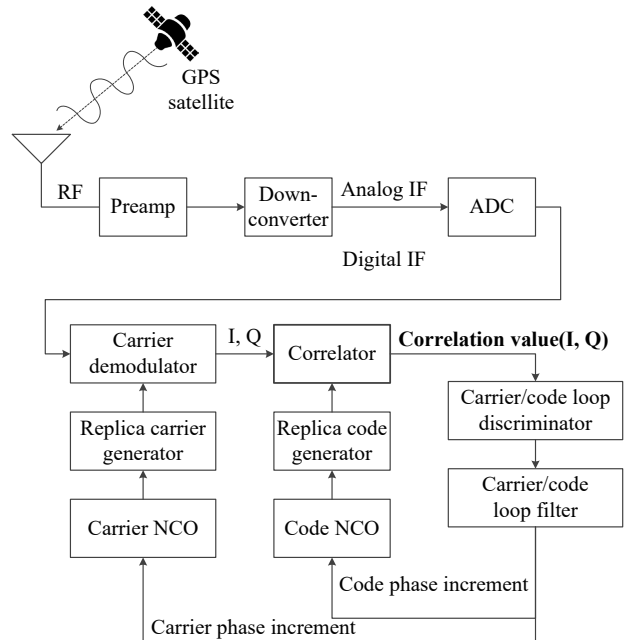 GPS
satellite
RF
Preamp
Down-
converter
Analog IF
ADC
Digital IF
Carrier
demodulator
I, Q
Correlator
Correlation value(I, Q)
Carrier/code loop
discriminator
Replica carrier
generator
Replica code
generator
Carrier/code
loop filter
Carrier NCO
Code NCO
Code phase increment
Carrier phase increment